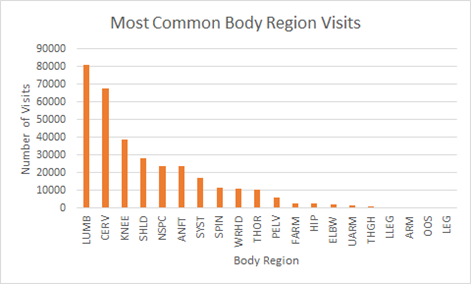 Most Common Body Region Visits
90000
80000
70000
60000
50000
40000
30000
20000
10000
0
Number of Visits
LUMB
CERV
KNEE
SHLD
NSPC
ANFT
SYST
SPIN
WRHD
THOR
PELV
FARM
HIP
ELBW
UARM
THGH
LLEG
ARM
OOS
LEG
Body Region